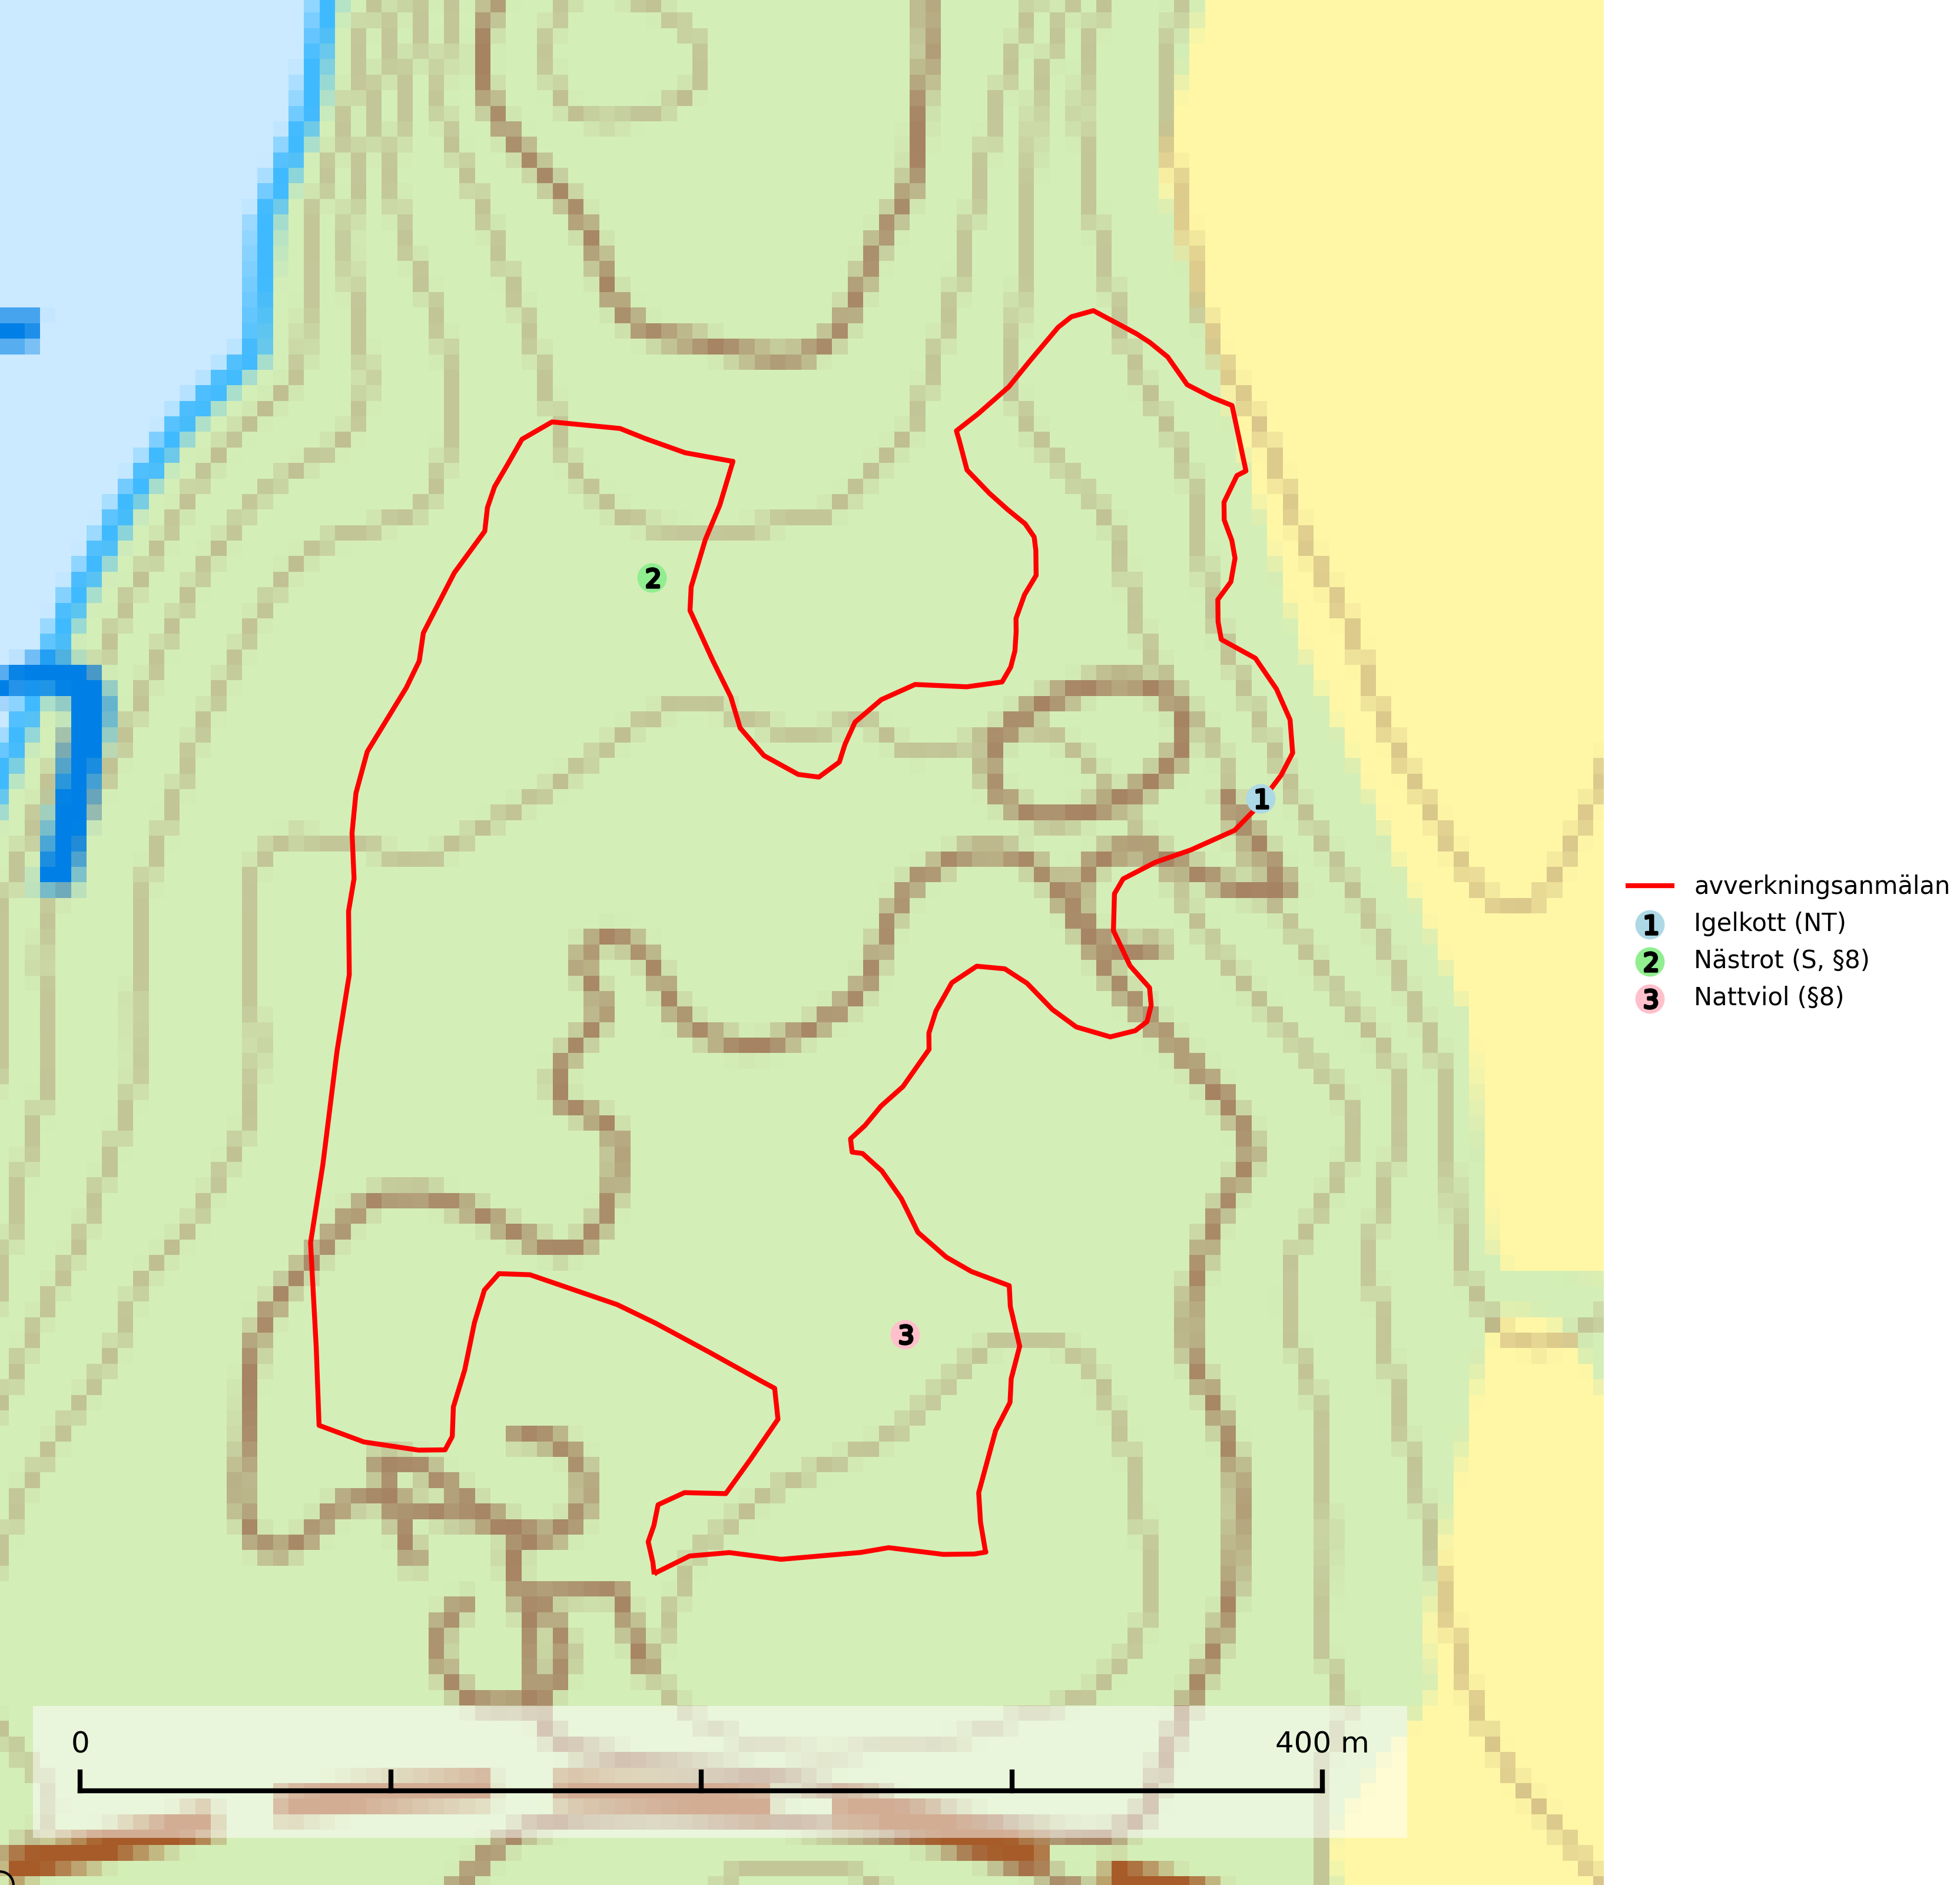 2
1
3
avverkningsanmälan
1 Igelkott (NT)
2 Nästrot (S, §8)
3 Nattviol (§8)
0 400 m